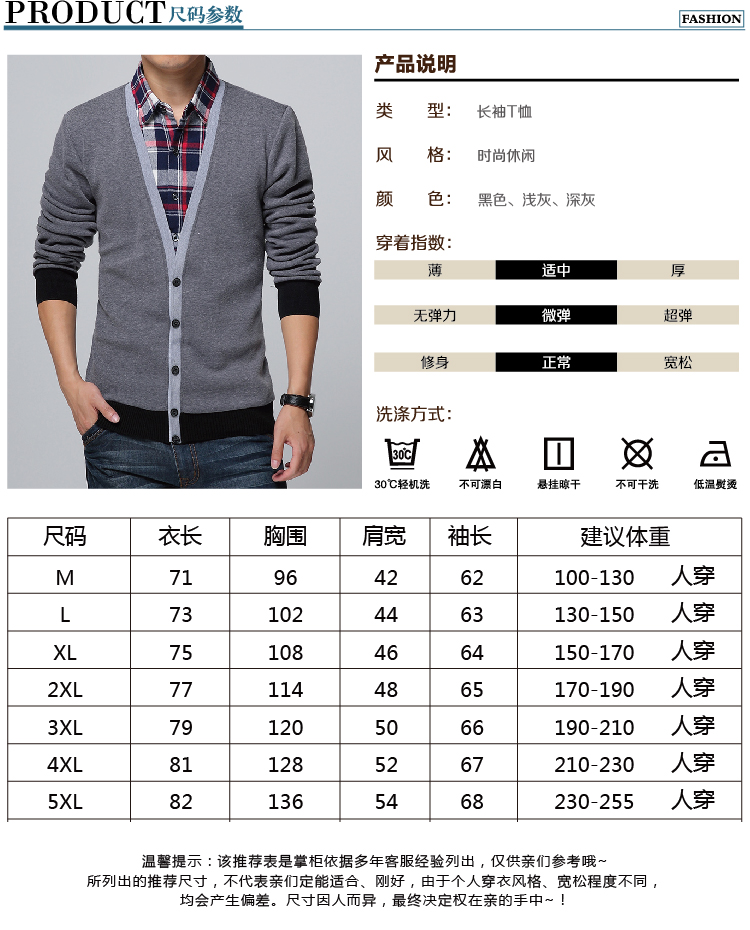 PRODUCT 尺码参数
FASHION
产品说明
类 型： 长袖T恤
风 格： 时尚休闲
颜 色： 黑色、浅灰、深灰
穿着指数：
薄 适中 厚
无弹力 微弹 超弹
修身 正常 宽松
洗涤方式：
30℃
30℃轻机洗 不可漂白 悬挂晾干 不可干洗 低温熨烫
尺码 衣长 胸围 肩宽 袖长 建议体重
M 71 96 42 62 100-130 人穿
L 73 102 44 63 130-150 人穿
XL 75 108 46 64 150-170 人穿
2XL 77 114 48 65 170-190 人穿
3XL 79 120 50 66 190-210 人穿
4XL 81 128 52 67 210-230 人穿
5XL 82 136 54 68 230-255 人穿
温馨提示：该推荐表是掌柜依据多年客服经验列出，仅供亲们参考哦~
所列出的推荐尺寸，不代表亲们定能适合、刚好，由于个人穿衣风格、宽松程度不同，
均会产生偏差。尺寸因人而异，最终决定权在亲的手中~！